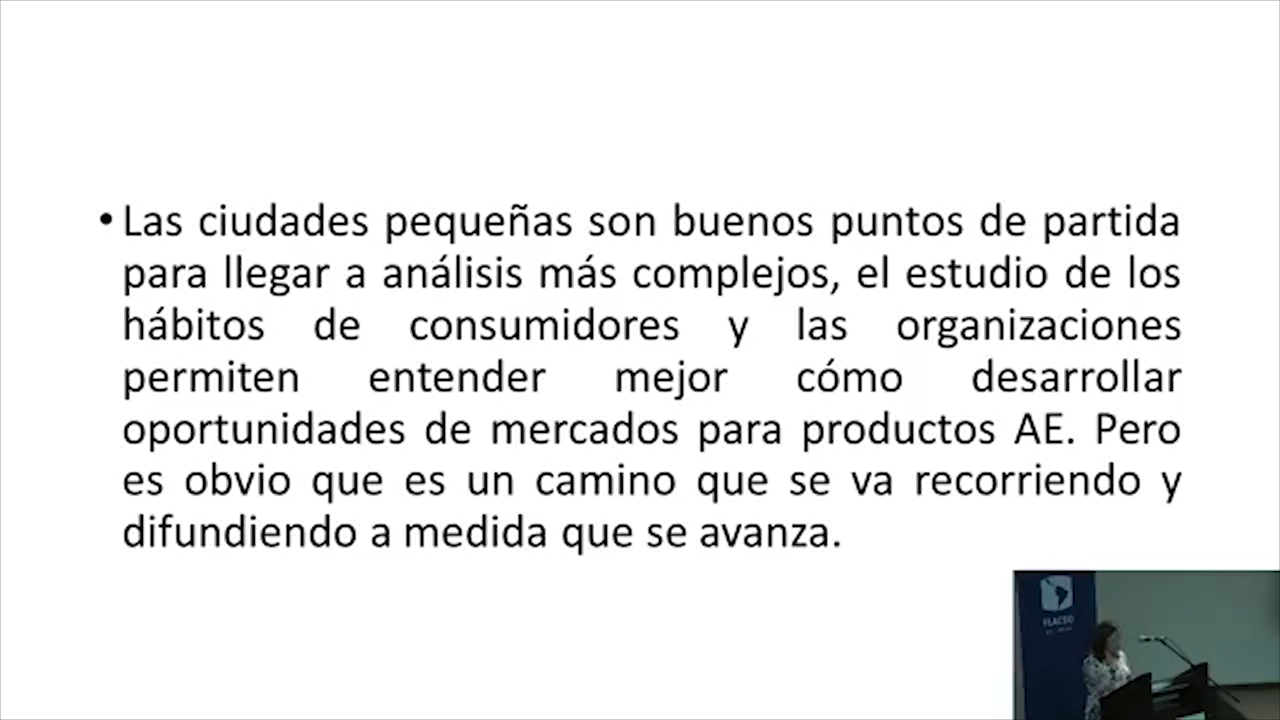 • Las ciudades pequeñas son buenos puntos de partida
para llegar a análisis más complejos, el estudio de los
hábitos de consumidores y las organizaciones
permiten entender mejor cómo desarrollar
oportunidades de mercados para productos AE. Pero
es obvio que es un camino que se va recorriendo y
difundiendo a medida que se avanza.
FLACSO